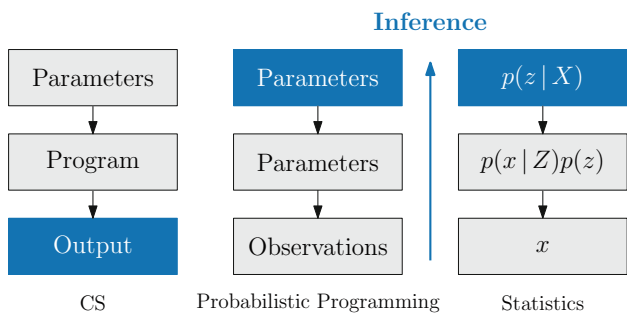 Inference
Parameters
Program
Output
CS
Parameters
Parameters
Observations
Probabilistic Programming
p(z | X)
p(x | Z)p(z)
x
Statistics